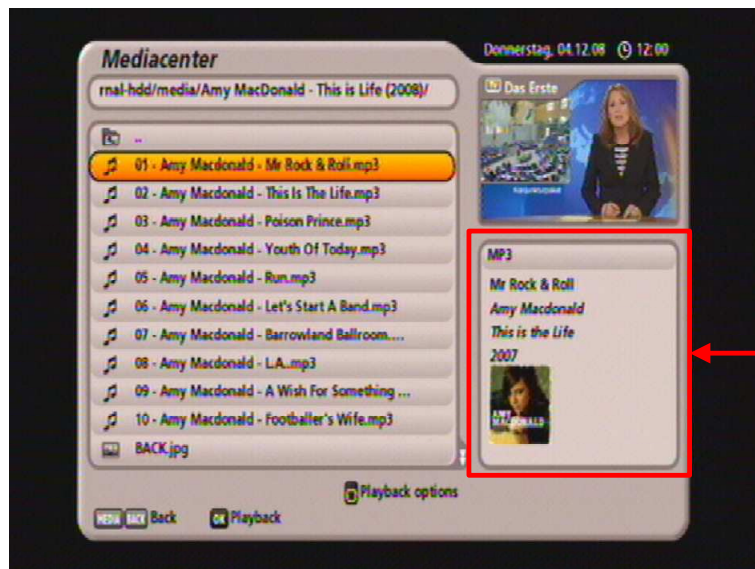 Mediacenter
Donnerstag, 04.12.08 12:00
rnal-hdd/media/Amy MacDonald - This is Life (2008)/
Das Erste
..
01 - Amy Macdonald - Mr Rock & Roll.mp3
02 - Amy Macdonald - This Is The Life.mp3
03 - Amy Macdonald - Poison Prince.mp3
04 - Amy Macdonald - Youth Of Today.mp3
05 - Amy Macdonald - Run.mp3
06 - Amy Macdonald - Let's Start A Band.mp3
07 - Amy Macdonald - Barrowland Ballroom....
08 - Amy Macdonald - L.A..mp3
09 - Amy Macdonald - A Wish For Something ...
10 - Amy Macdonald - Footballer's Wife.mp3
BACK.jpg
MP3
Mr Rock & Roll
Amy Macdonald
This is the Life
2007
AMY
MACDONALD
Playback options
MEDIA BACK Back OK Playback